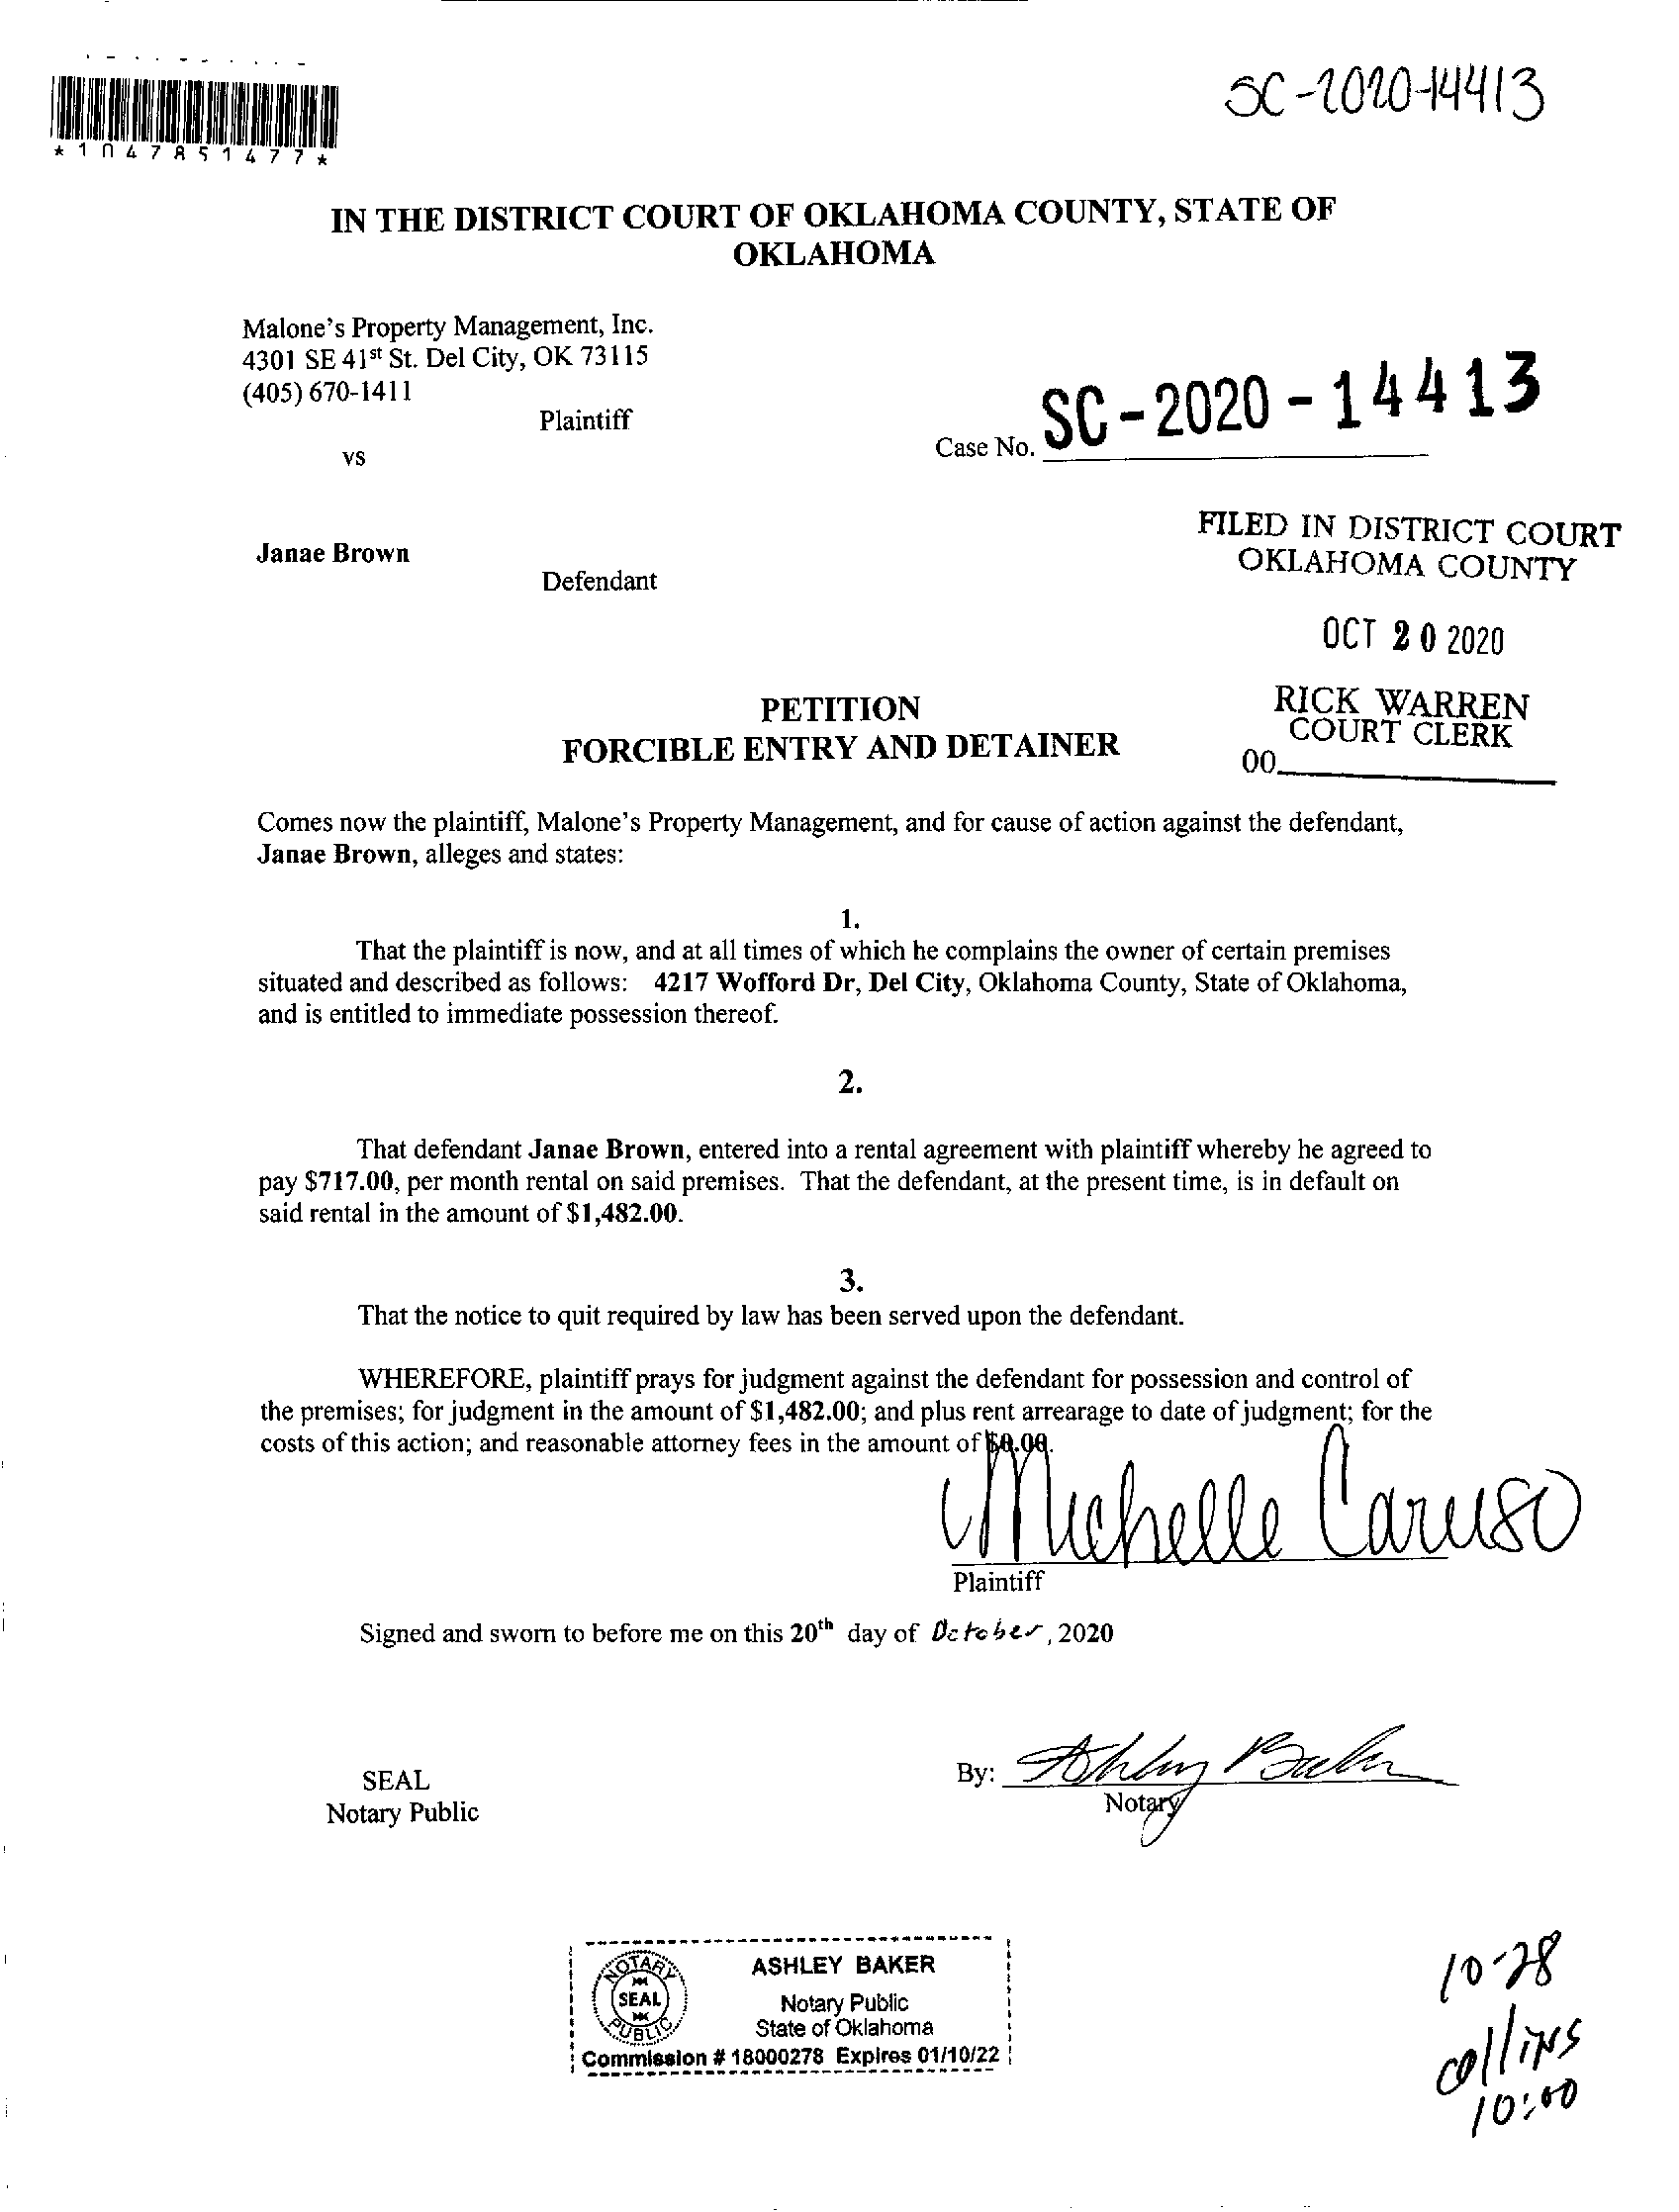 SC-2020-14413
*1047851477*
IN THE DISTRICT COURT OF OKLAHOMA COUNTY, STATE OF
OKLAHOMA
Malone's Property Management, Inc.
4301 SE 41st St. Del City, OK 73115
(405) 670-1411
Plaintiff
vs
Case No. SC-2020-14413
Janae Brown
Defendant
FILED IN DISTRICT COURT
OKLAHOMA COUNTY
OCT 20 2020
RICK WARREN
COURT CLERK
00
PETITION
FORCIBLE ENTRY AND DETAINER
Comes now the plaintiff, Malone's Property Management, and for cause of action against the defendant,
Janae Brown, alleges and states:
1.
That the plaintiff is now, and at all times of which he complains the owner of certain premises
situated and described as follows: 4217 Wofford Dr, Del City, Oklahoma County, State of Oklahoma,
and is entitled to immediate possession thereof.
2.
That defendant Janae Brown, entered into a rental agreement with plaintiff whereby he agreed to
pay $717.00, per month rental on said premises. That the defendant, at the present time, is in default on
said rental in the amount of $1,482.00.
3.
That the notice to quit required by law has been served upon the defendant.
WHEREFORE, plaintiff prays for judgment against the defendant for possession and control of
the premises; for judgment in the amount of $1,482.00; and plus rent arrearage to date of judgment; for the
costs of this action; and reasonable attorney fees in the amount of $0.00.
Michelle Caruso
Plaintiff
Signed and sworn to before me on this 20th day of October, 2020
SEAL
Notary Public
By: Ashley Baker
Notary
NOTARY
SEAL
PUBLIC
ASHLEY BAKER
Notary Public
State of Oklahoma
Commission # 18000278 Expires 01/10/22
10-28
collins
10:00